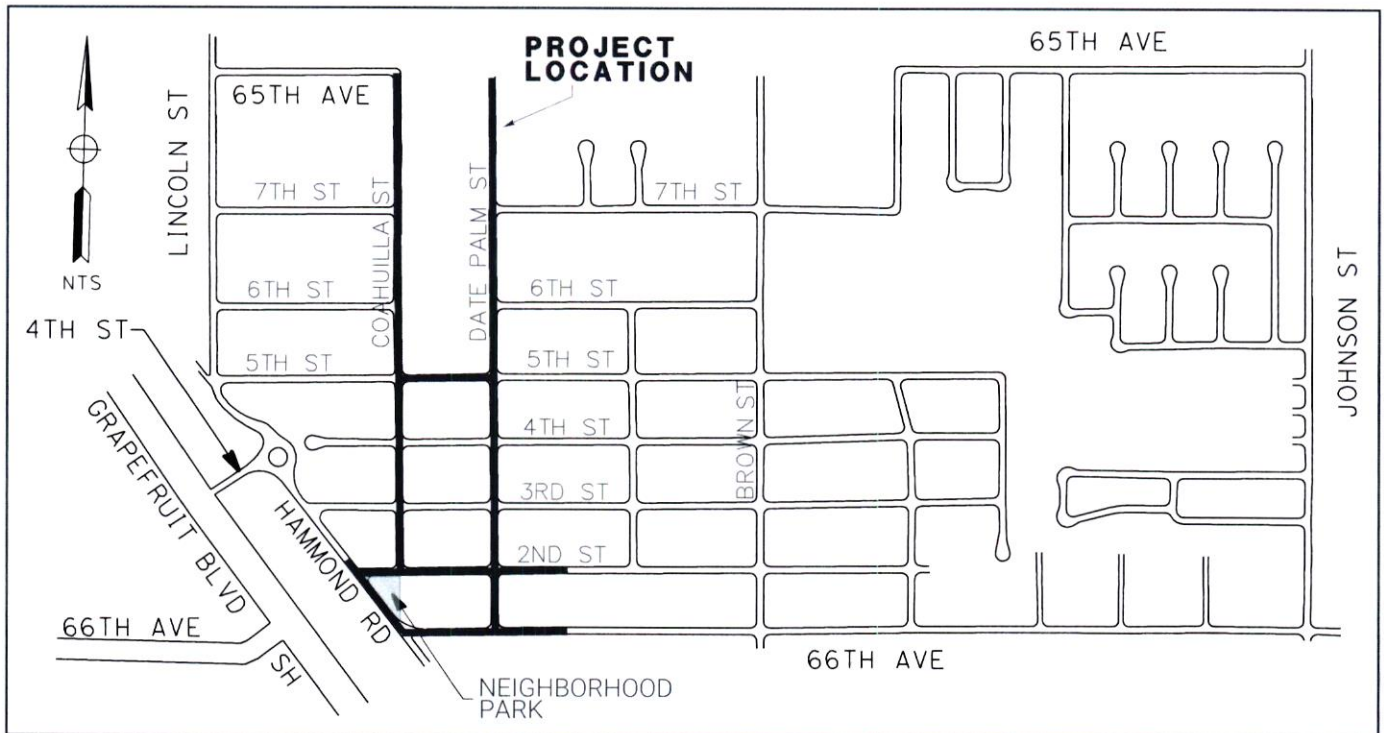 PROJECT
LOCATION
65TH AVE
65TH AVE
LINCOLN ST
7TH ST
COAHUILLA ST
DATE PALM ST
7TH ST
NTS
6TH ST
6TH ST
4TH ST
5TH ST
5TH ST
JOHNSON ST
GRAPEFRUIT BLVD
4TH ST
BROWN ST
3RD ST
HAMMOND RD
2ND ST
66TH AVE
SH
66TH AVE
NEIGHBORHOOD
PARK